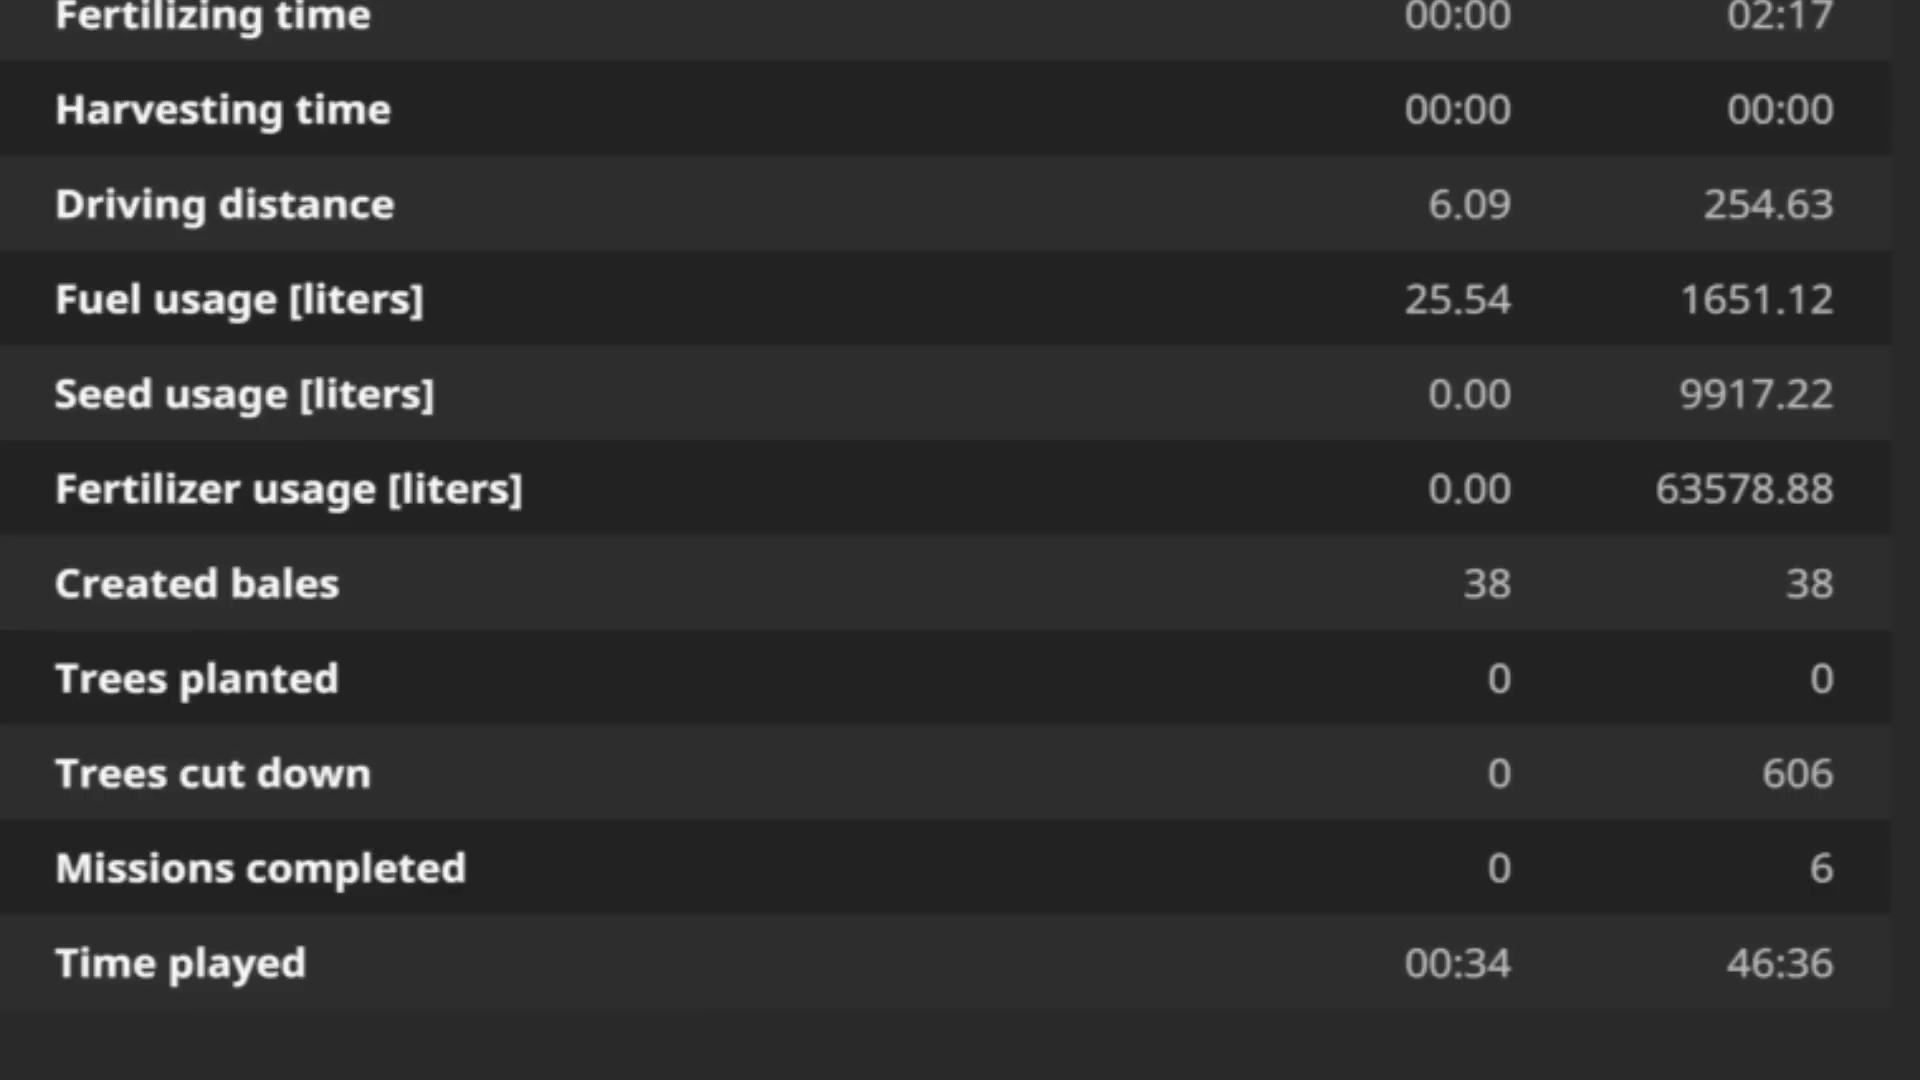 Fertilizing time 00:00 02:17
Harvesting time 00:00 00:00
Driving distance 6.09 254.63
Fuel usage [liters] 25.54 1651.12
Seed usage [liters] 0.00 9917.22
Fertilizer usage [liters] 0.00 63578.88
Created bales 38 38
Trees planted 0 0
Trees cut down 0 606
Missions completed 0 6
Time played 00:34 46:36